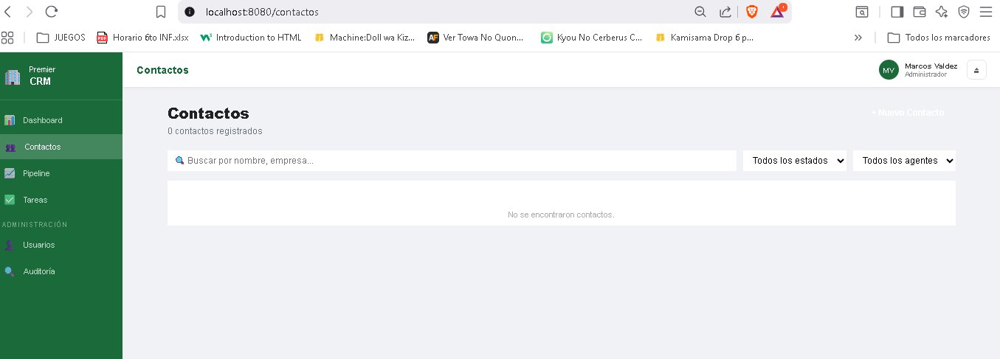 localhost:8080/contactos
JUEGOS
Horario 6to INF.xlsx
Introduction to HTML
Machine:Doll wa Kiz...
Ver Towa No Quon...
Kyou No Cerberus C...
Kamisama Drop 6 p...
»
Todos los marcadores
Premier
CRM
Contactos
MV
Marcos Valdez
Administrador
Dashboard
Contactos
Pipeline
Tareas
ADMINISTRACIÓN
Usuarios
Auditoría
Contactos
+ Nuevo Contacto
0 contactos registrados
Buscar por nombre, empresa...
Todos los estados
Todos los agentes
No se encontraron contactos.